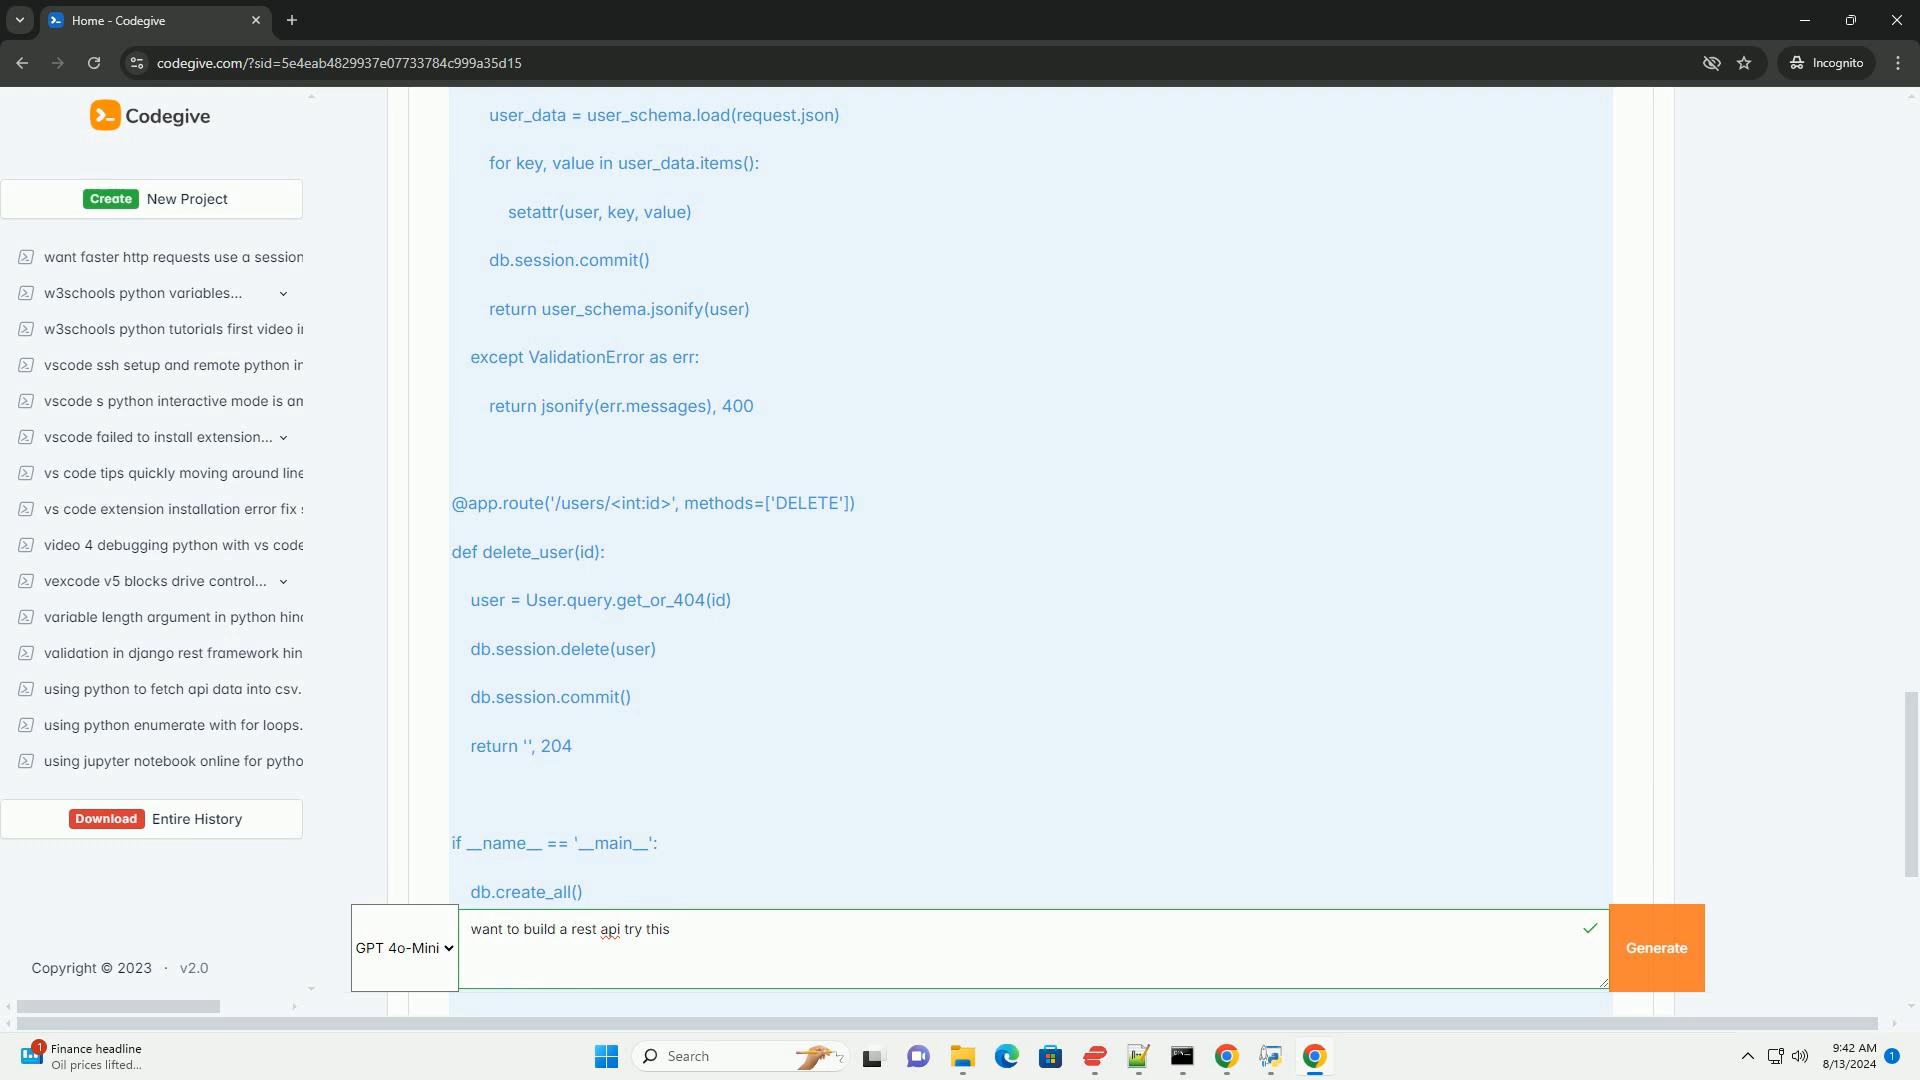 Home - Codegive
codegive.com/?sid=5e4eab4829937e07733784c999a35d15
Incognito
Codegive
Create New Project
want faster http requests use a session
w3schools python variables...
w3schools python tutorials first video i
vscode ssh setup and remote python in
vscode s python interactive mode is am
vscode failed to install extension...
vs code tips quickly moving around line
vs code extension installation error fix
video 4 debugging python with vs code
vexcode v5 blocks drive control...
variable length argument in python hind
validation in django rest framework hin
using python to fetch api data into csv.
using python enumerate with for loops.
using jupyter notebook online for pytho
Download Entire History
Copyright © 2023 · v2.0
user_data = user_schema.load(request.json)
for key, value in user_data.items():
setattr(user, key, value)
db.session.commit()
return user_schema.jsonify(user)
except ValidationError as err:
return jsonify(err.messages), 400
@app.route('/users/<int:id>', methods=['DELETE'])
def delete_user(id):
user = User.query.get_or_404(id)
db.session.delete(user)
db.session.commit()
return '', 204
if __name__ == '__main__':
db.create_all()
GPT 4o-Mini
want to build a rest api try this
Generate
1
Finance headline
Oil prices lifted...
Search
9:42 AM
8/13/2024
1